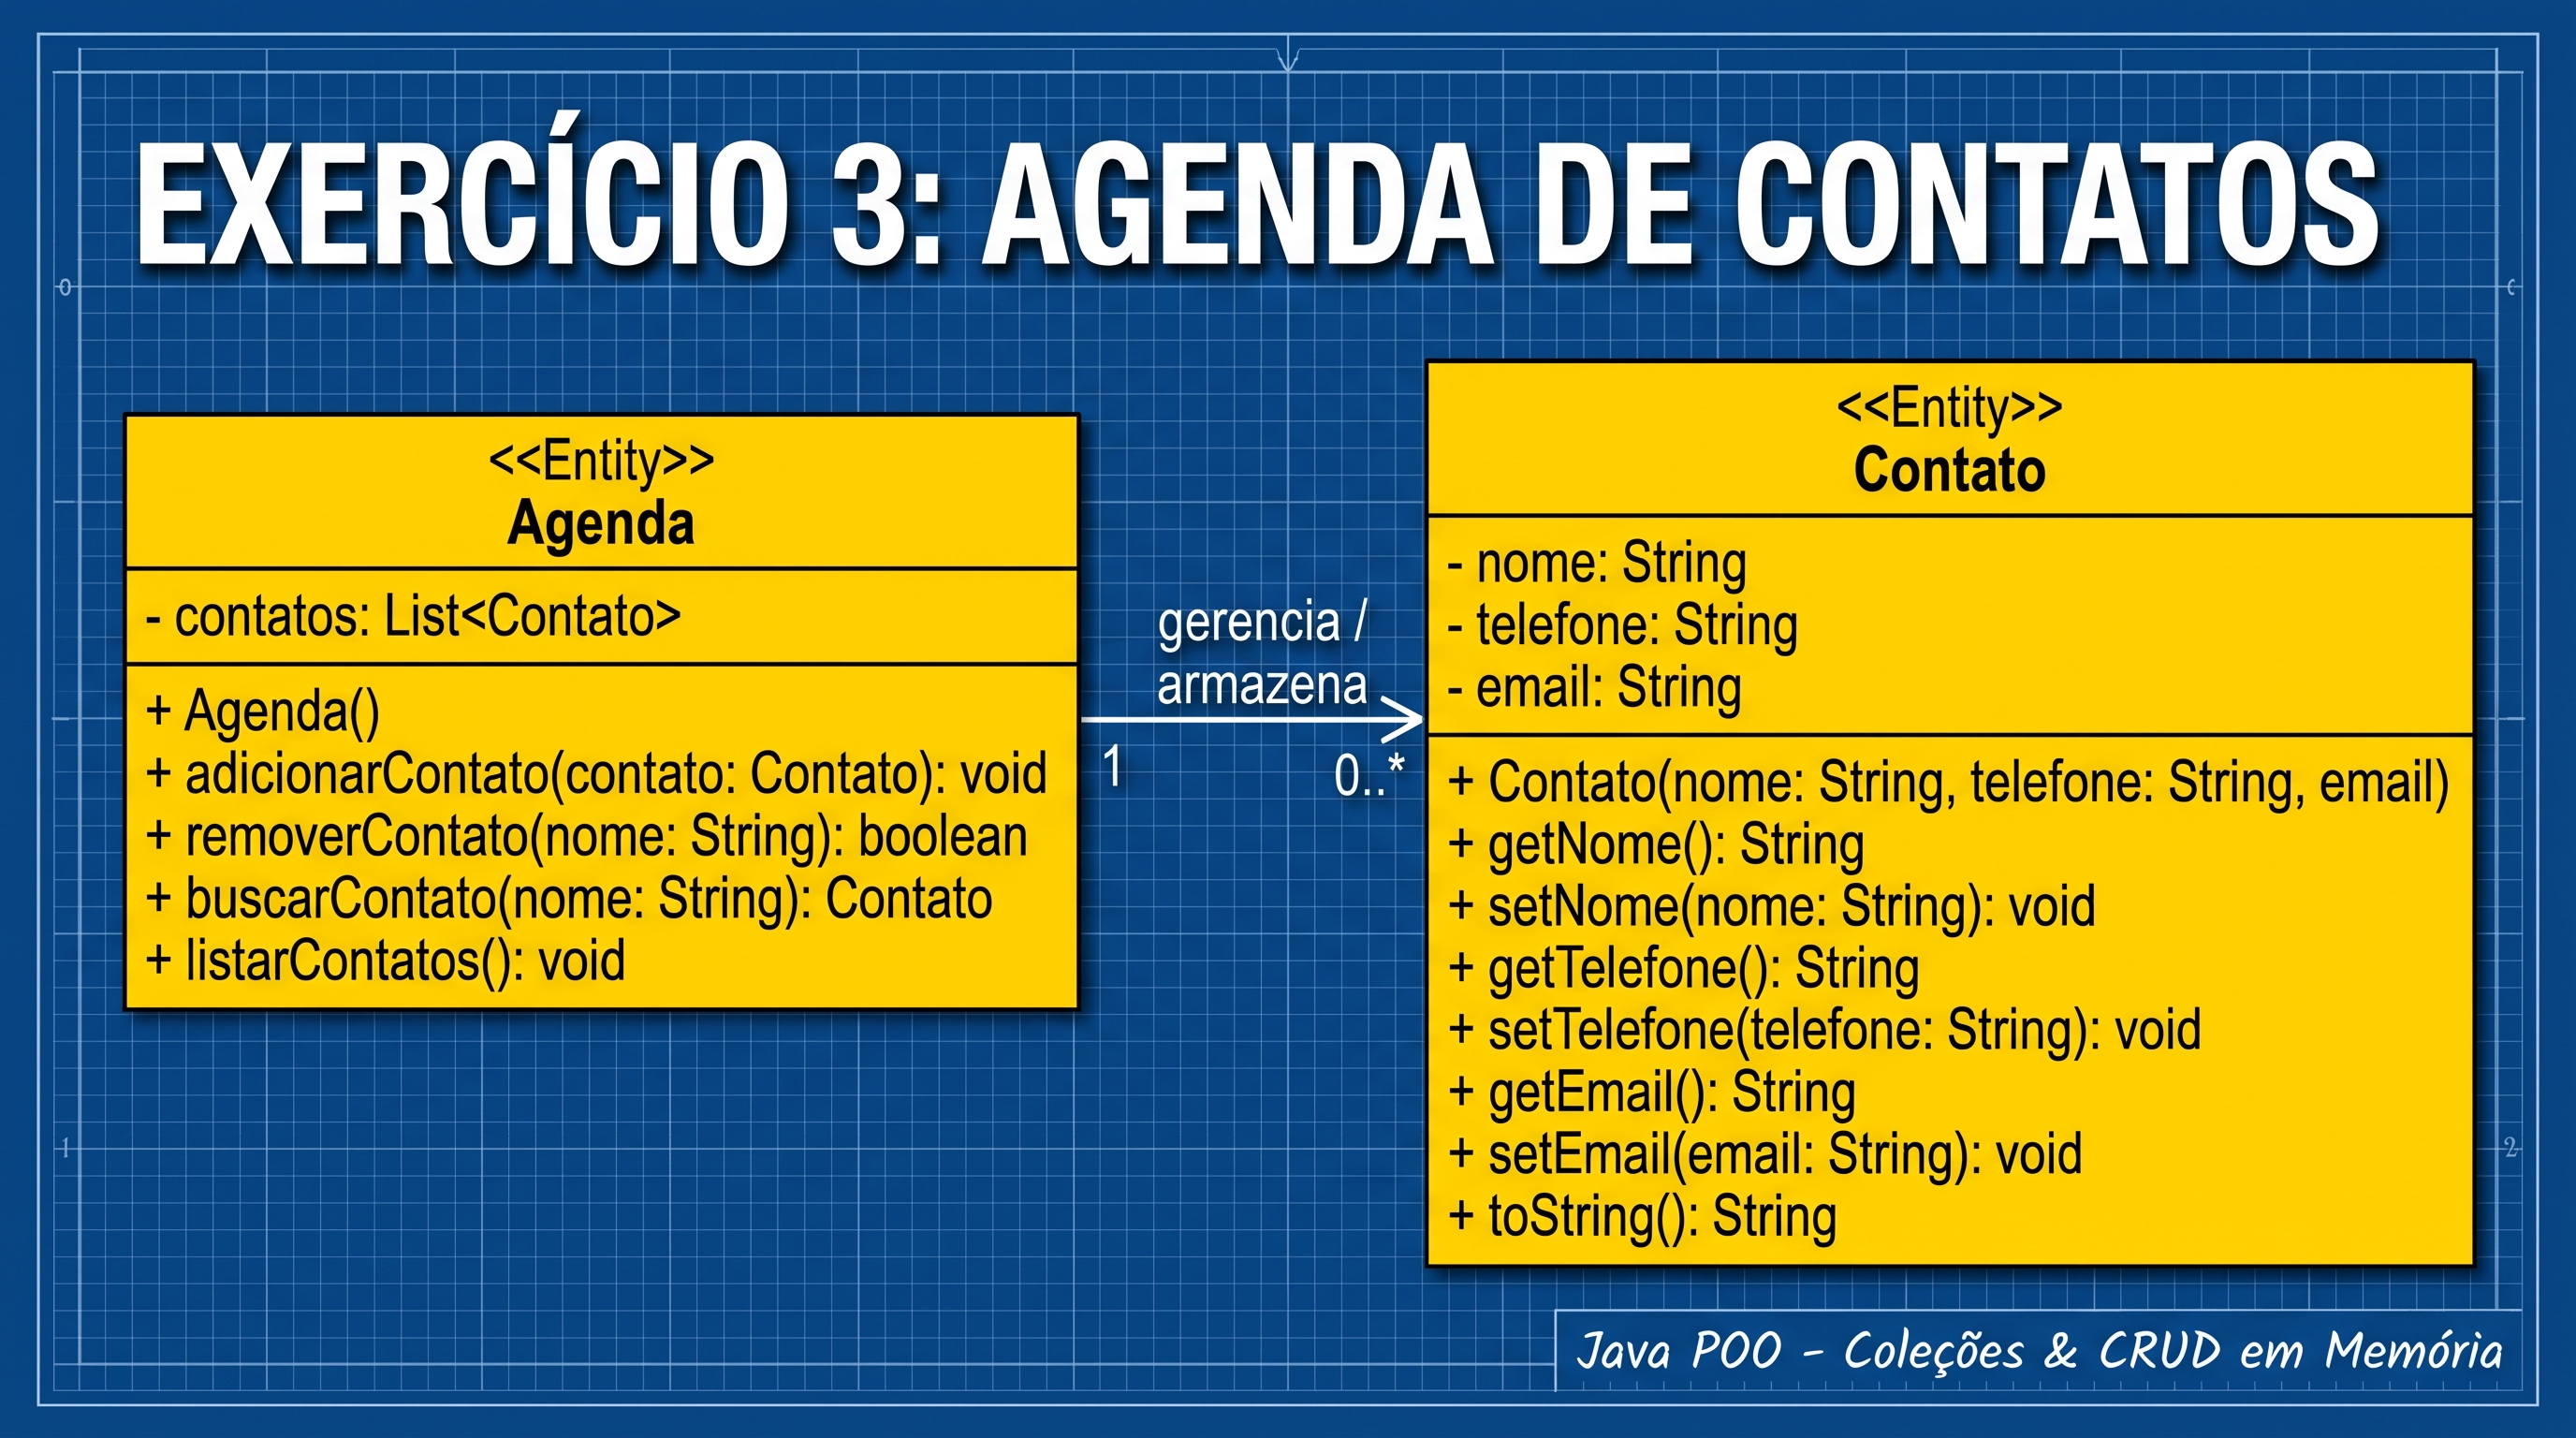 EXERCÍCIO 3: AGENDA DE CONTATOS
<<Entity>>
Agenda
- contatos: List<Contato>
+ Agenda()
+ adicionarContato(contato: Contato): void
+ removerContato(nome: String): boolean
+ buscarContato(nome: String): Contato
+ listarContatos(): void
gerencia /
armazena
1
0..*
<<Entity>>
Contato
- nome: String
- telefone: String
- email: String
+ Contato(nome: String, telefone: String, email)
+ getNome(): String
+ setNome(nome: String): void
+ getTelefone(): String
+ setTelefone(telefone: String): void
+ getEmail(): String
+ setEmail(email: String): void
+ toString(): String
Java POO - Coleções & CRUD em Memória
0
1
2